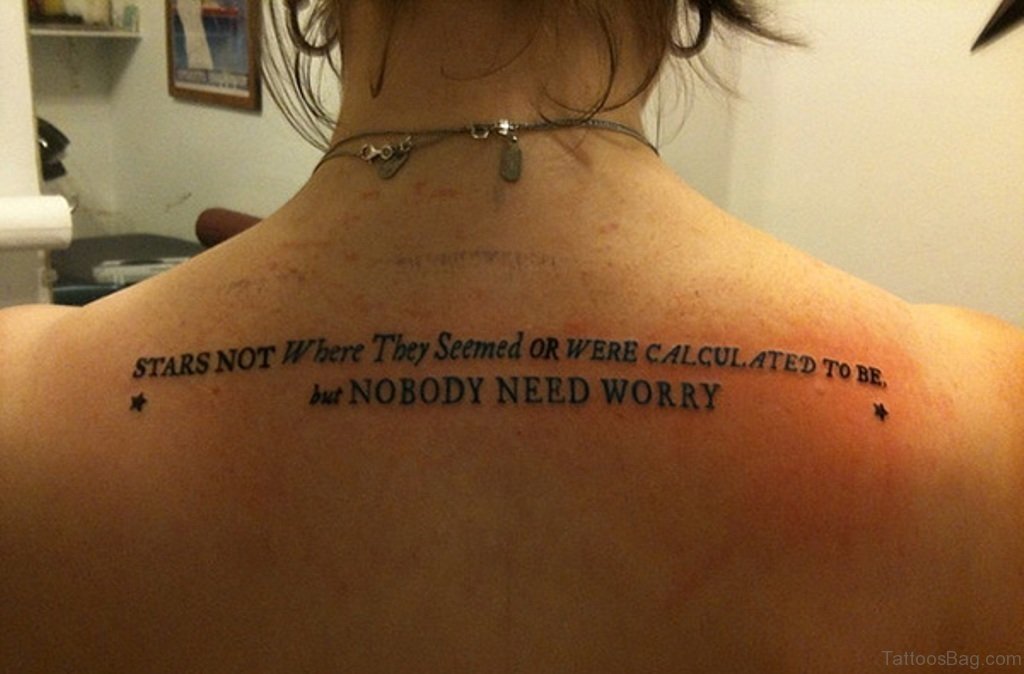 STARS NOT Where They Seemed OR WERE CALCULATED TO BE,
but NOBODY NEED WORRY
TattoosBag.com